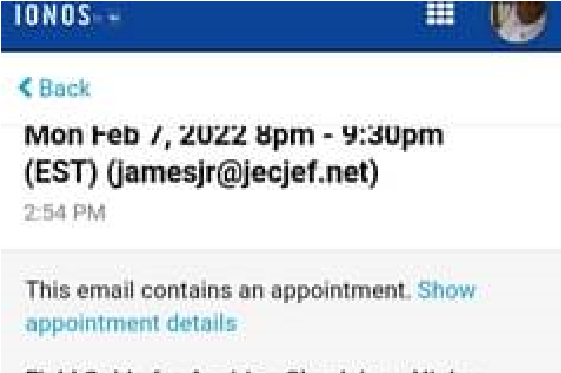 IONOS
Back
Mon Feb 7, 2022 8pm - 9:30pm
(EST) (jamesjr@jecjef.net)
2:54 PM
This email contains an appointment. Show
appointment details